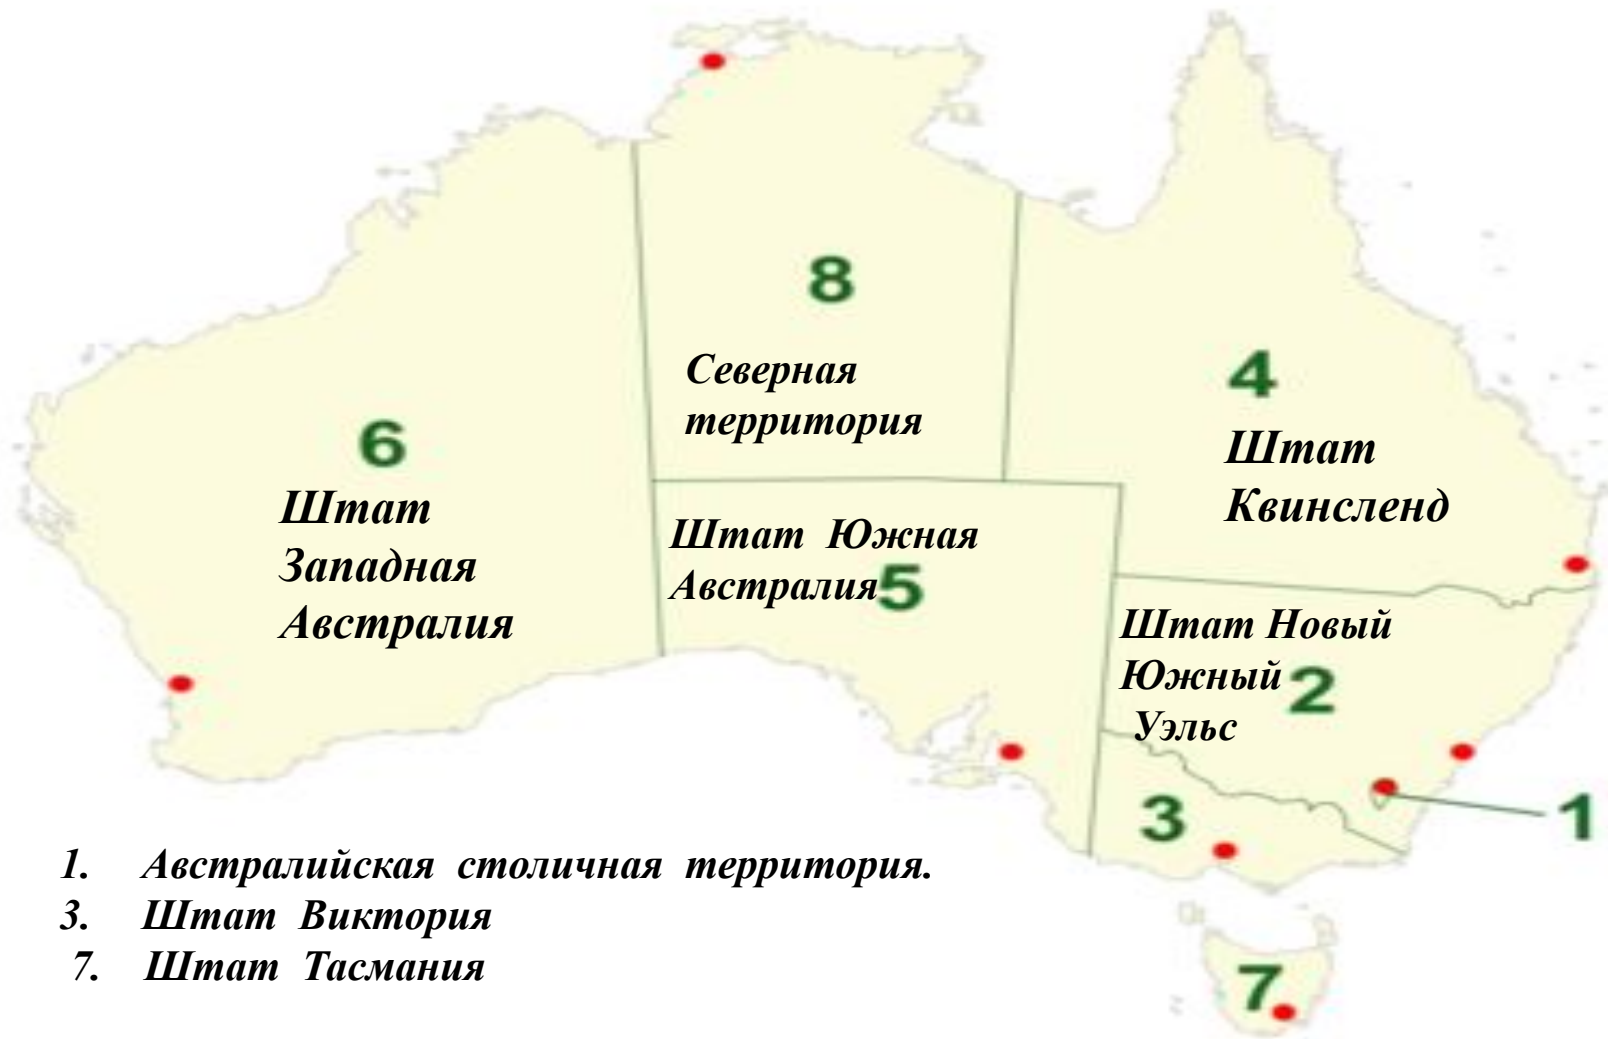 8
Северная
территория
4
Штат
Квинсленд
6
Штат
Западная
Австралия
Штат Южная
Австралия 5
Штат Новый
Южный 2
Уэльс
3
1
7
1. Австралийская столичная территория.
3. Штат Виктория
7. Штат Тасмания